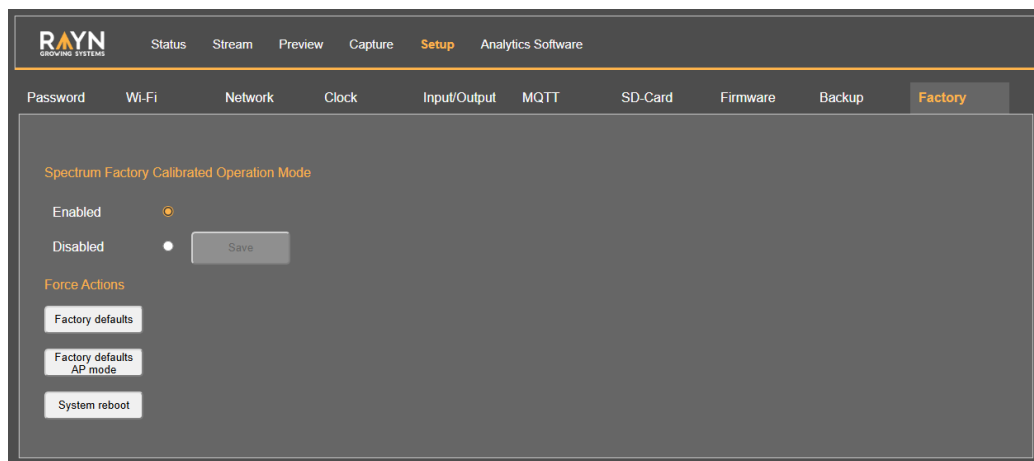 RAYN
GROWING SYSTEMS
Status Stream Preview Capture Setup Analytics Software
Password Wi-Fi Network Clock Input/Output MQTT SD-Card Firmware Backup Factory
Spectrum Factory Calibrated Operation Mode
Enabled
Disabled Save
Force Actions
Factory defaults
Factory defaults
AP mode
System reboot